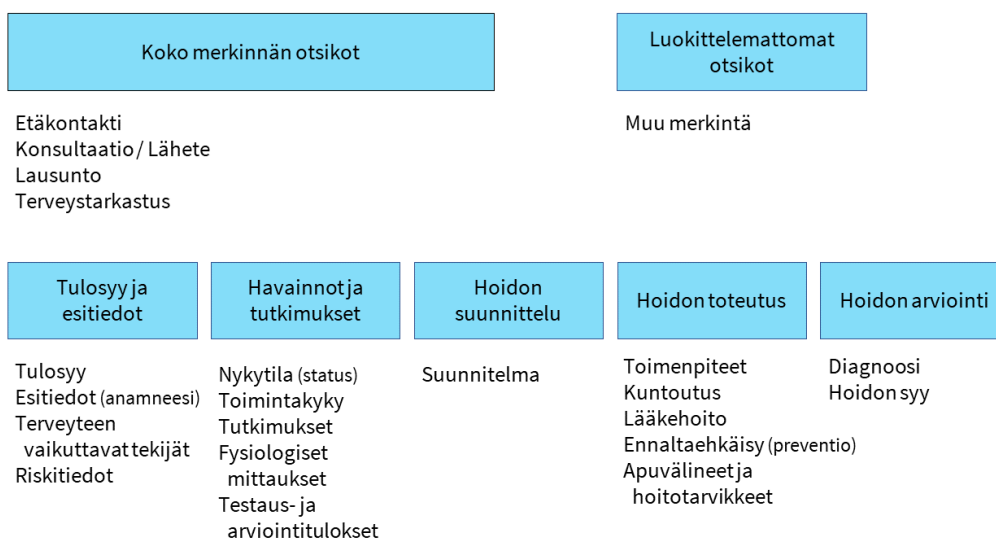 Koko merkinnän otsikot
Luokittelemattomat
otsikot
Etäkontakti
Konsultaatio / Lähete
Lausunto
Terveystarkastus
Muu merkintä
Tulosyy ja
esitiedot
Havainnot ja
tutkimukset
Hoidon
suunnittelu
Hoidon toteutus
Hoidon arviointi
Tulosyy
Esitiedot (anamneesi)
Terveyteen
vaikuttavat tekijät
Riskitiedot
Nykytila (status)
Toimintakyky
Tutkimukset
Fysiologiset
mittaukset
Testaus- ja
arviointitulokset
Suunnitelma
Toimenpiteet
Kuntoutus
Lääkehoito
Ennaltaehkäisy (preventio)
Apuvälineet ja
hoitotarvikkeet
Diagnoosi
Hoidon syy